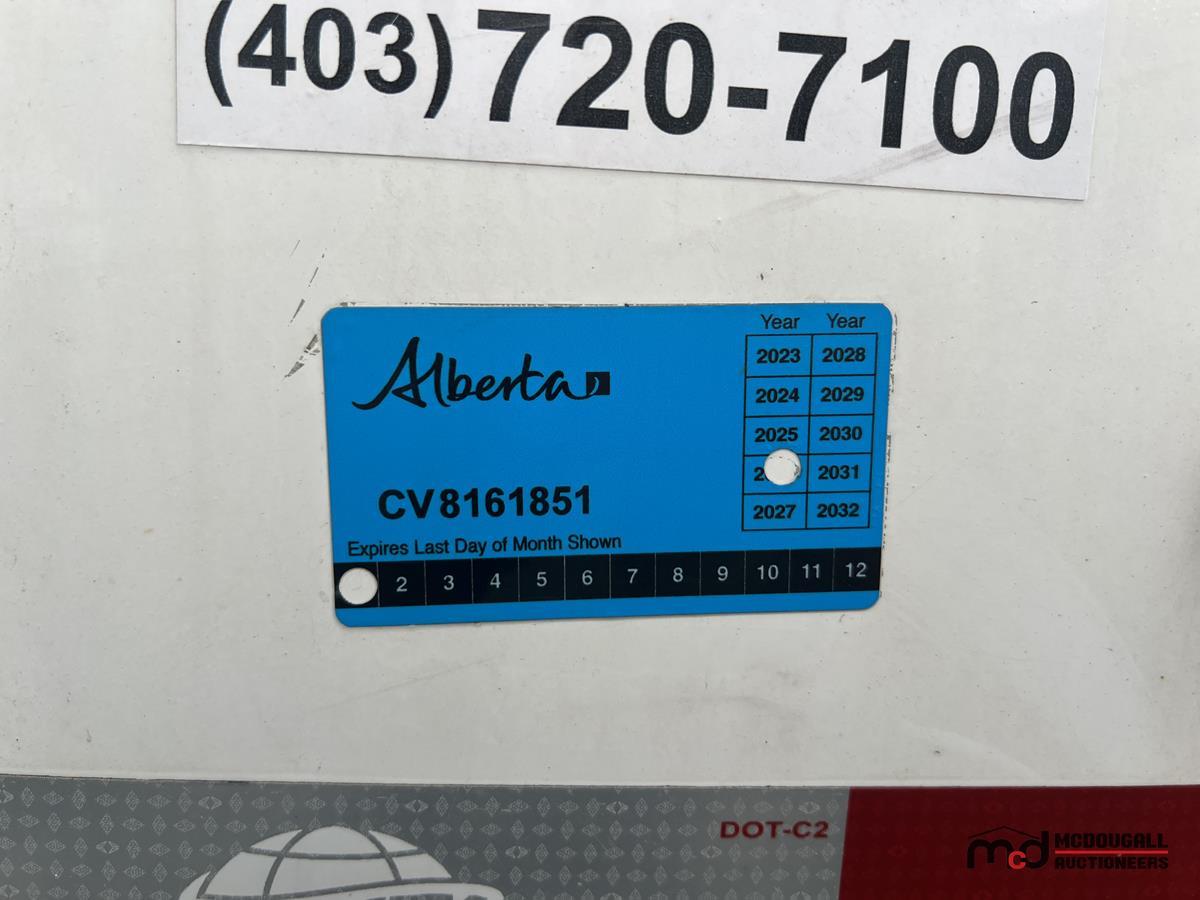 (403) 720-7100
Year Year
2023 2028
2024 2029
2025 2030
2031
2027 2032
Alberta
CV8161851
Expires Last Day of Month Shown
2 3 4 5 6 7 8 9 10 11 12
DOT-C2
mcd MCDOUGALL
AUCTIONEERS